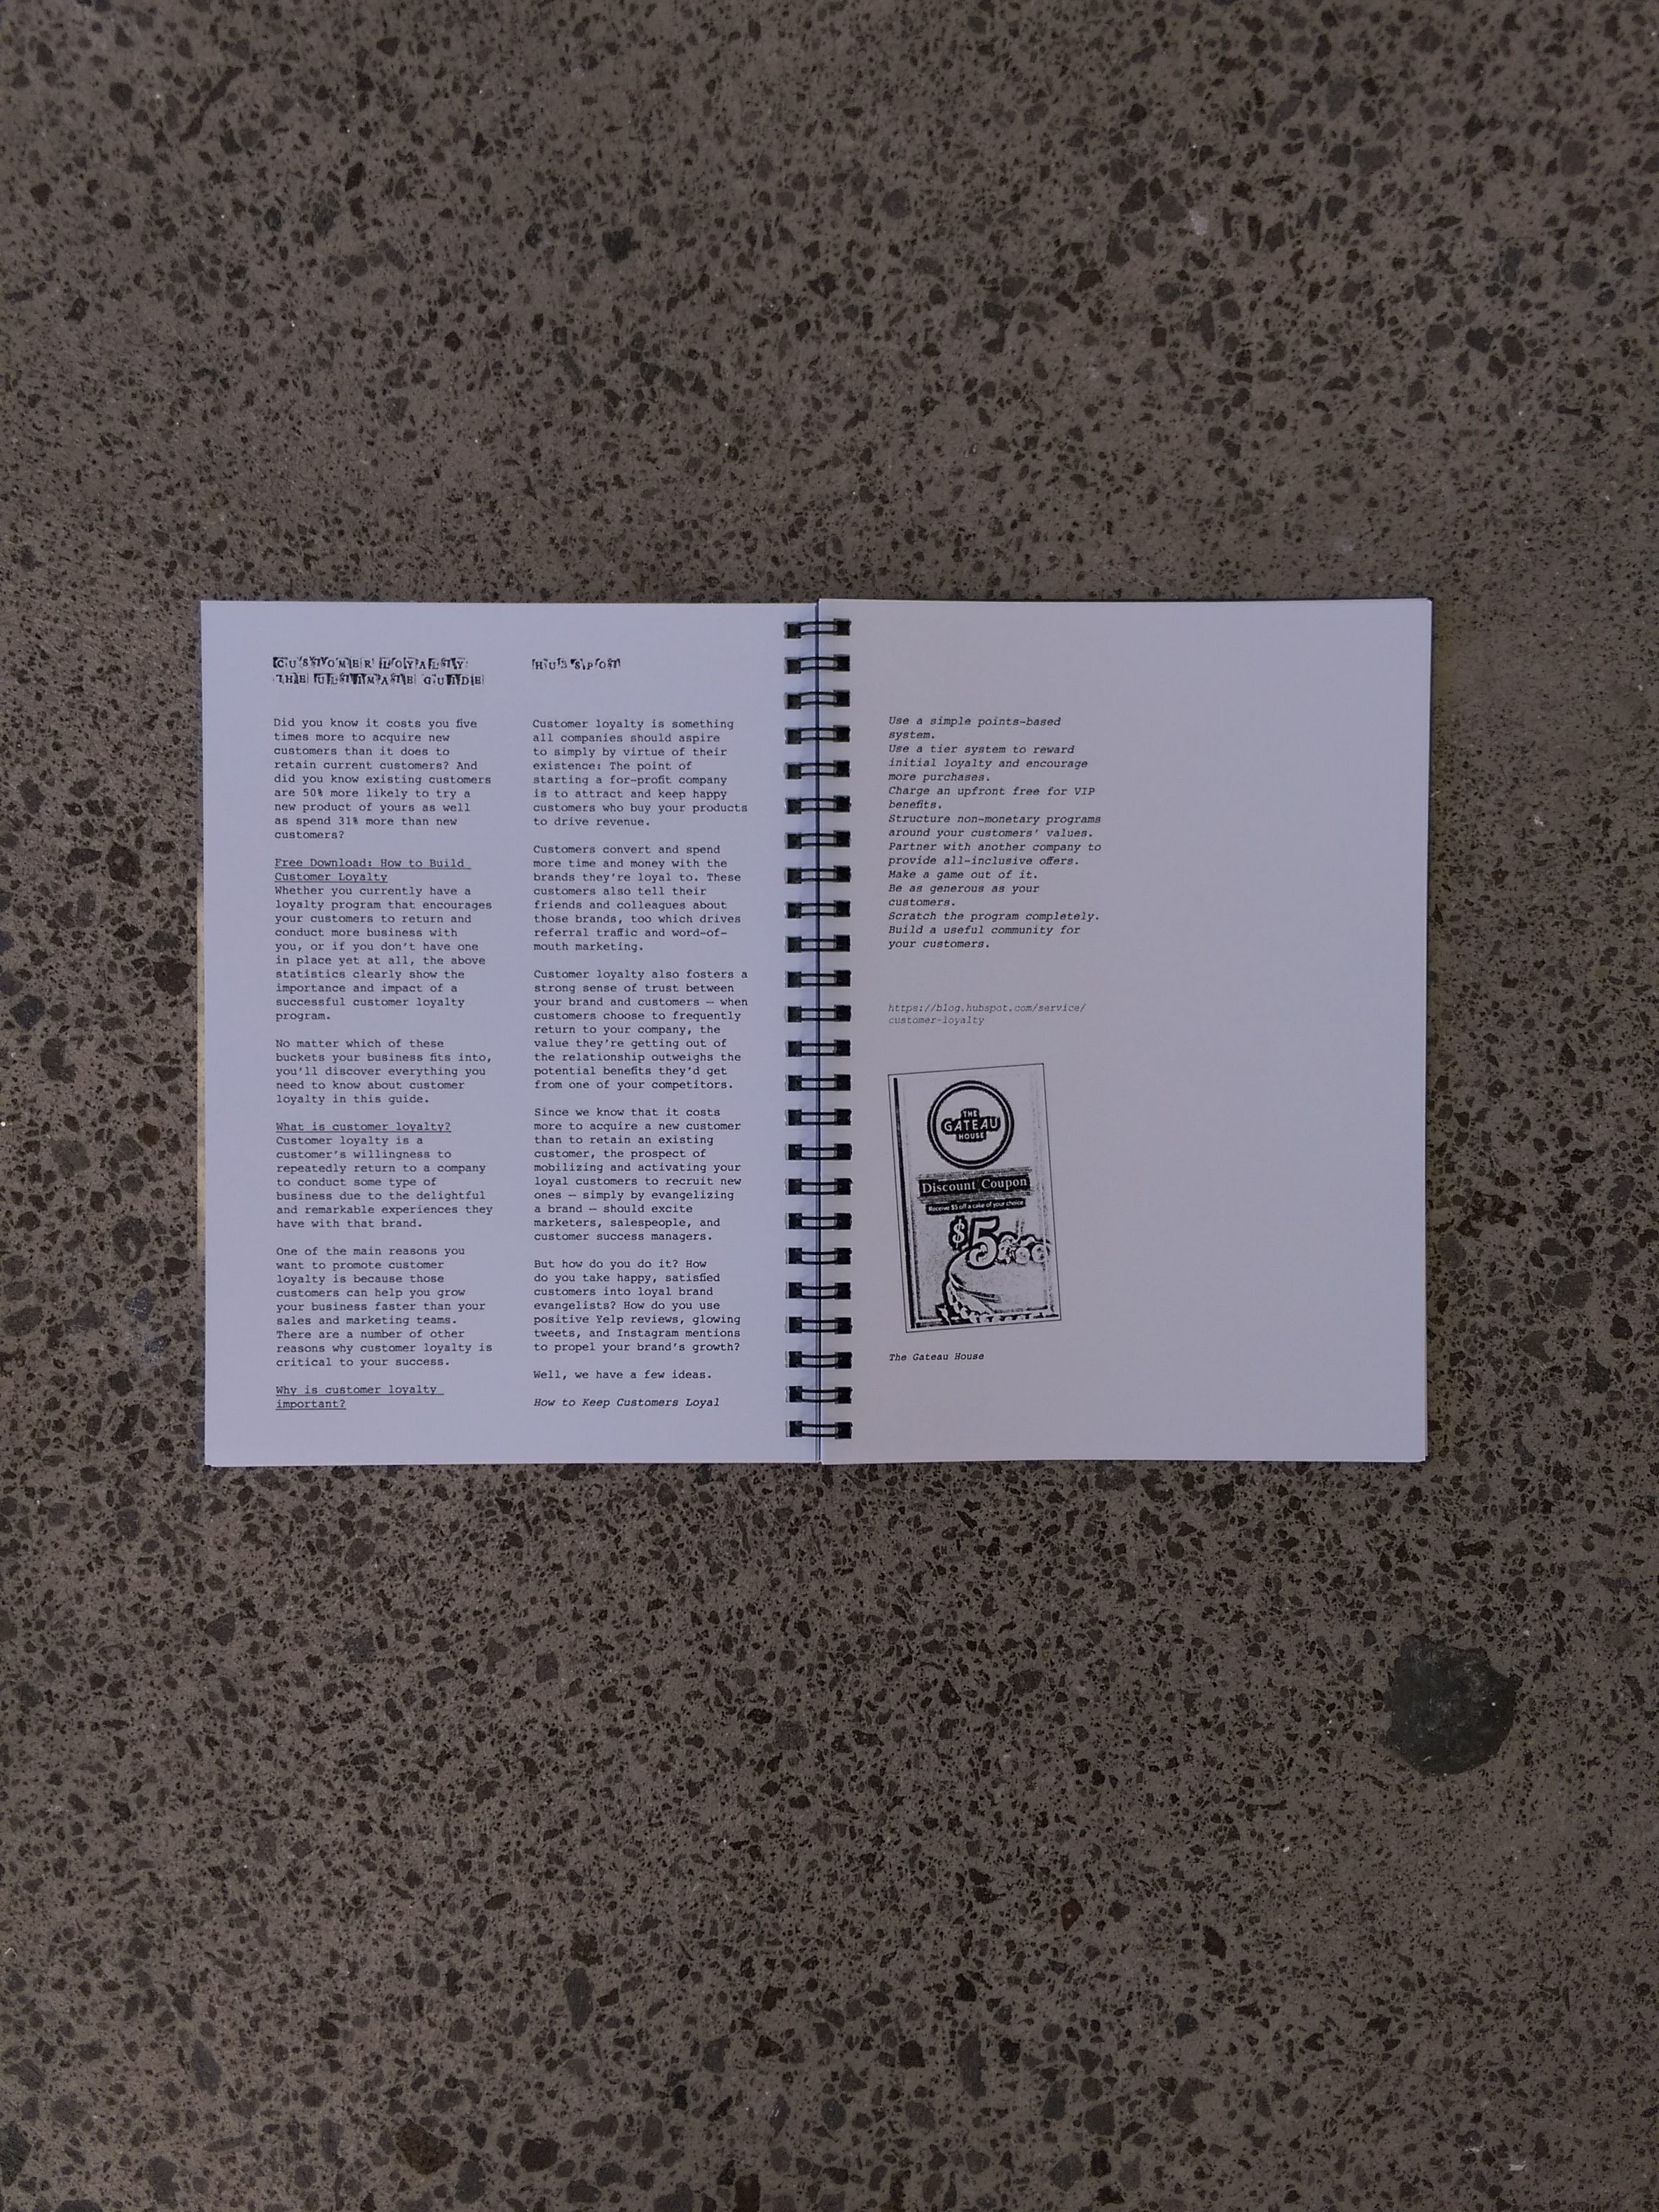 CUSTOMER LOYALTY:
THE ULTIMATE GUIDE
Did you know it costs you five
times more to acquire new
customers than it does to
retain current customers? And
did you know existing customers
are 50% more likely to try a
new product of yours as well
as spend 31% more than new
customers?
Free Download: How to Build
Customer Loyalty
Whether you currently have a
loyalty program that encourages
your customers to return and
conduct more business with
you, or if you don't have one
in place yet at all, the above
statistics clearly show the
importance and impact of a
successful customer loyalty
program.
No matter which of these
buckets your business fits into,
you'll discover everything you
need to know about customer
loyalty in this guide.
What is customer loyalty?
Customer loyalty is a
customer's willingness to
repeatedly return to a company
to conduct some type of
business due to the delightful
and remarkable experiences they
have with that brand.
One of the main reasons you
want to promote customer
loyalty is because those
customers can help you grow
your business faster than your
sales and marketing teams.
There are a number of other
reasons why customer loyalty is
critical to your success.
Why is customer loyalty
important?
HUBSPOT
Customer loyalty is something
all companies should aspire
to simply by virtue of their
existence: The point of
starting a for-profit company
is to attract and keep happy
customers who buy your products
to drive revenue.
Customers convert and spend
more time and money with the
brands they're loyal to. These
customers also tell their
friends and colleagues about
those brands, too which drives
referral traffic and word-of-
mouth marketing.
Customer loyalty also fosters a
strong sense of trust between
your brand and customers — when
customers choose to frequently
return to your company, the
value they're getting out of
the relationship outweighs the
potential benefits they'd get
from one of your competitors.
Since we know that it costs
more to acquire a new customer
than to retain an existing
customer, the prospect of
mobilizing and activating your
loyal customers to recruit new
ones — simply by evangelizing
a brand — should excite
marketers, salespeople, and
customer success managers.
But how do you do it? How
do you take happy, satisfied
customers into loyal brand
evangelists? How do you use
positive Yelp reviews, glowing
tweets, and Instagram mentions
to propel your brand's growth?
Well, we have a few ideas.
How to Keep Customers Loyal
Use a simple points-based
system.
Use a tier system to reward
initial loyalty and encourage
more purchases.
Charge an upfront free for VIP
benefits.
Structure non-monetary programs
around your customers' values.
Partner with another company to
provide all-inclusive offers.
Make a game out of it.
Be as generous as your
customers.
Scratch the program completely.
Build a useful community for
your customers.
https://blog.hubspot.com/service/
customer-loyalty
THE
GATEAU
HOUSE
Discount Coupon
Receive $5 off a cake of your choice
$5
The Gateau House